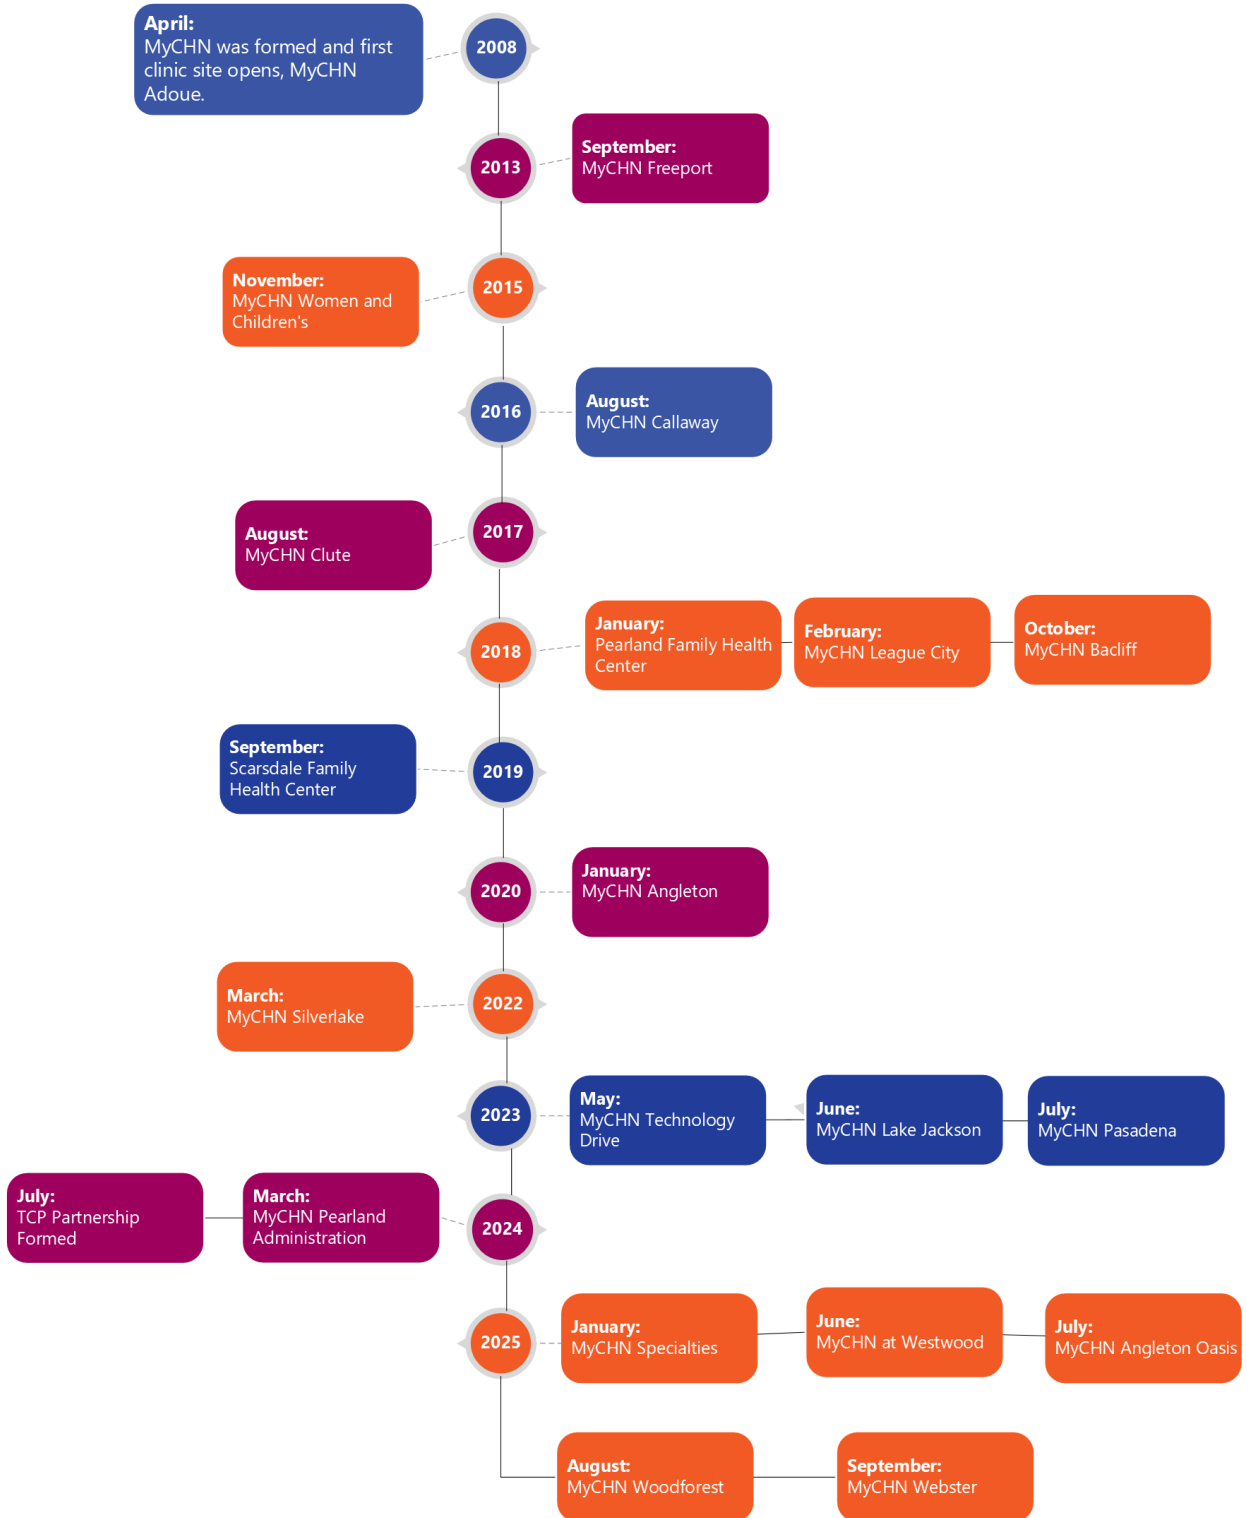 2008
April:
MyCHN was formed and first
clinic site opens, MyCHN
Adoue.
2013
September:
MyCHN Freeport
2015
November:
MyCHN Women and
Children's
2016
August:
MyCHN Callaway
2017
August:
MyCHN Clute
2018
January:
Pearland Family Health
Center
February:
MyCHN League City
October:
MyCHN Bacliff
2019
September:
Scarsdale Family
Health Center
2020
January:
MyCHN Angleton
2022
March:
MyCHN Silverlake
2023
May:
MyCHN Technology
Drive
June:
MyCHN Lake Jackson
July:
MyCHN Pasadena
2024
March:
MyCHN Pearland
Administration
July:
TCP Partnership
Formed
2025
January:
MyCHN Specialties
June:
MyCHN at Westwood
July:
MyCHN Angleton Oasis
August:
MyCHN Woodforest
September:
MyCHN Webster